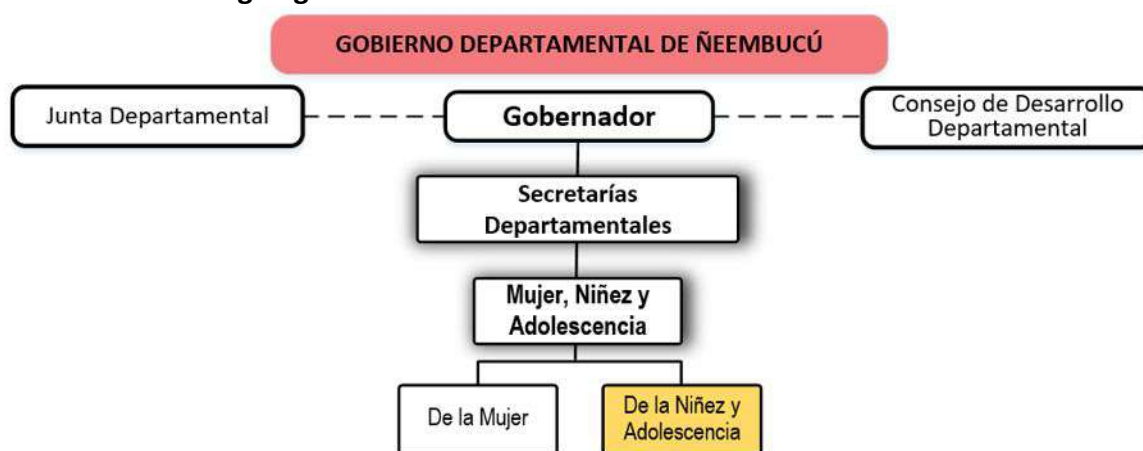 GOBIERNO DEPARTAMENTAL DE ÑEEMBUCÚ
Junta Departamental
Gobernador
Consejo de Desarrollo
Departamental
Secretarías
Departamentales
Mujer, Niñez y
Adolescencia
De la Mujer
De la Niñez y
Adolescencia